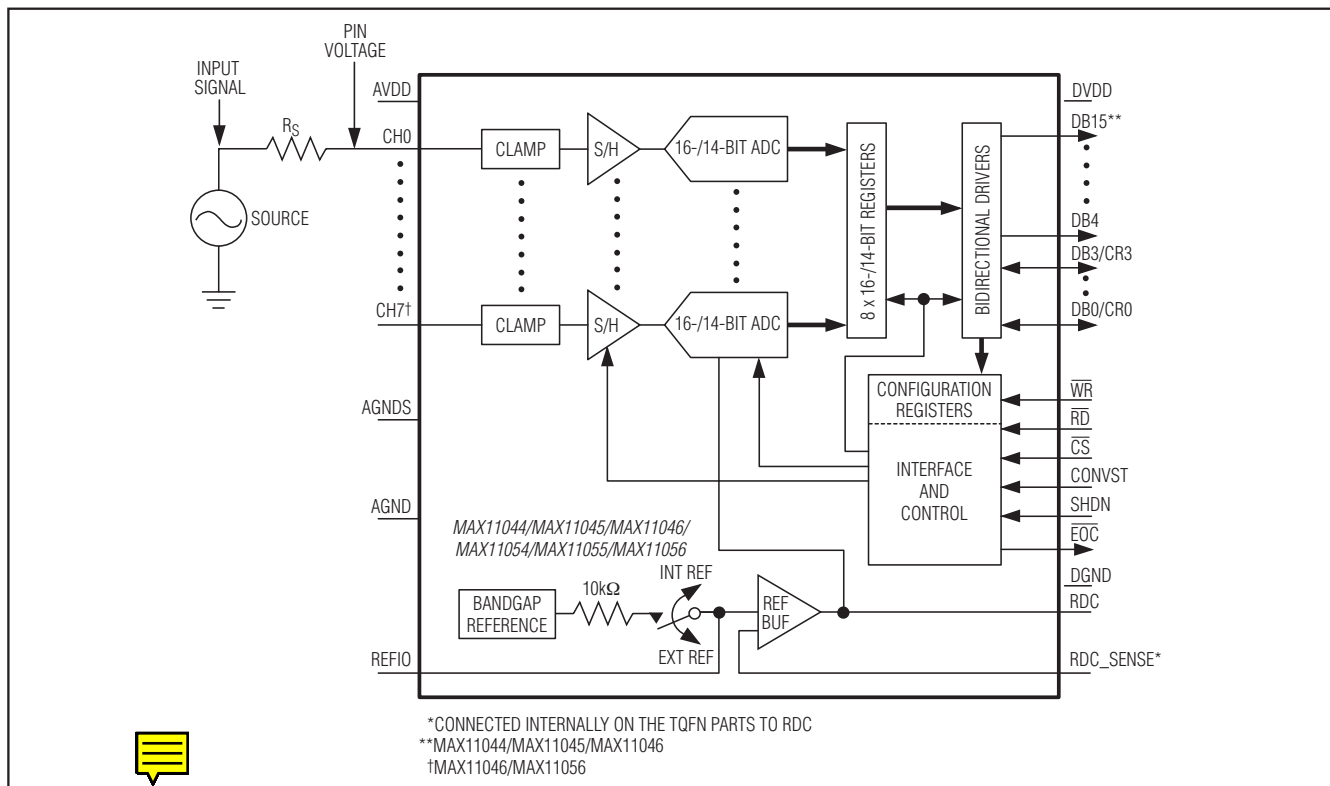 PIN
VOLTAGE
INPUT
SIGNAL
RS
SOURCE
AVDD
CH0
CH7†
AGNDS
AGND
REFIO
CLAMP
S/H
16-/14-BIT ADC
CLAMP
S/H
16-/14-BIT ADC
8 x 16-/14-BIT REGISTERS
BIDIRECTIONAL DRIVERS
CONFIGURATION
REGISTERS
INTERFACE
AND
CONTROL
MAX11044/MAX11045/MAX11046/
MAX11054/MAX11055/MAX11056
BANDGAP
REFERENCE
10kΩ
INT REF
EXT REF
REF
BUF
DVDD
DB15**
DB4
DB3/CR3
DB0/CR0
WR
RD
CS
CONVST
SHDN
EOC
DGND
RDC
RDC_SENSE*
*CONNECTED INTERNALLY ON THE TQFN PARTS TO RDC
**MAX11044/MAX11045/MAX11046
†MAX11046/MAX11056